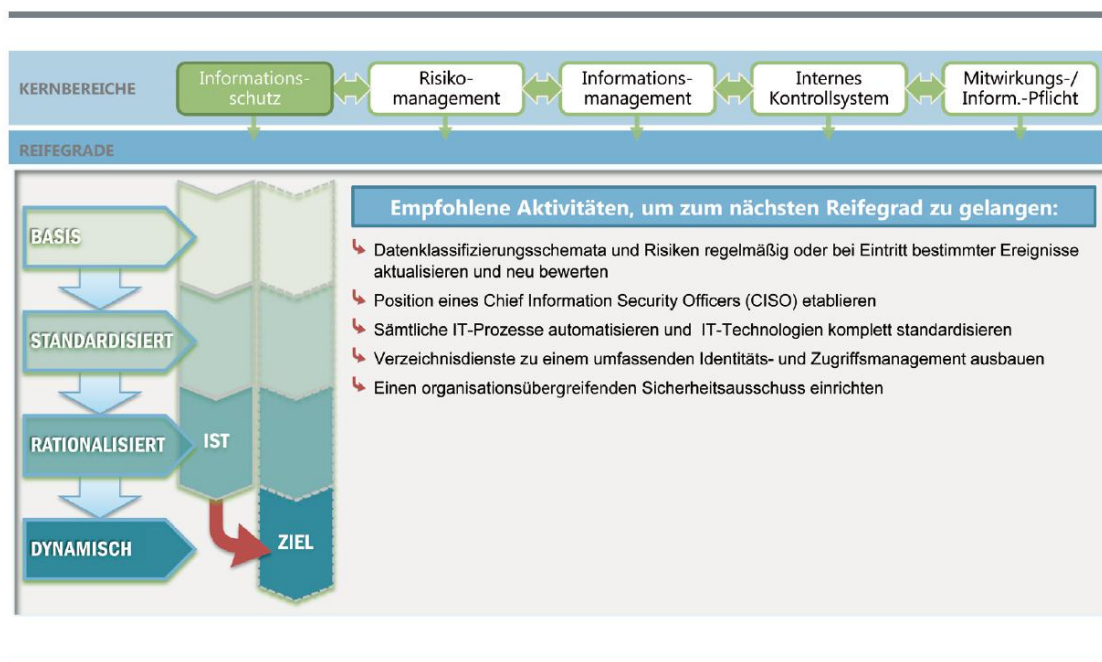 KERNBEREICHE
Informations-
schutz
Risiko-
management
Informations-
management
Internes
Kontrollsystem
Mitwirkungs-/
Inform.-Pflicht
REIFEGRADE
BASIS
STANDARDISIERT
RATIONALISIERT
DYNAMISCH
IST
ZIEL
Empfohlene Aktivitäten, um zum nächsten Reifegrad zu gelangen:
Datenklassifizierungsschemata und Risiken regelmäßig oder bei Eintritt bestimmter Ereignisse
aktualisieren und neu bewerten
Position eines Chief Information Security Officers (CISO) etablieren
Sämtliche IT-Prozesse automatisieren und IT-Technologien komplett standardisieren
Verzeichnisdienste zu einem umfassenden Identitäts- und Zugriffsmanagement ausbauen
Einen organisationsübergreifenden Sicherheitsausschuss einrichten